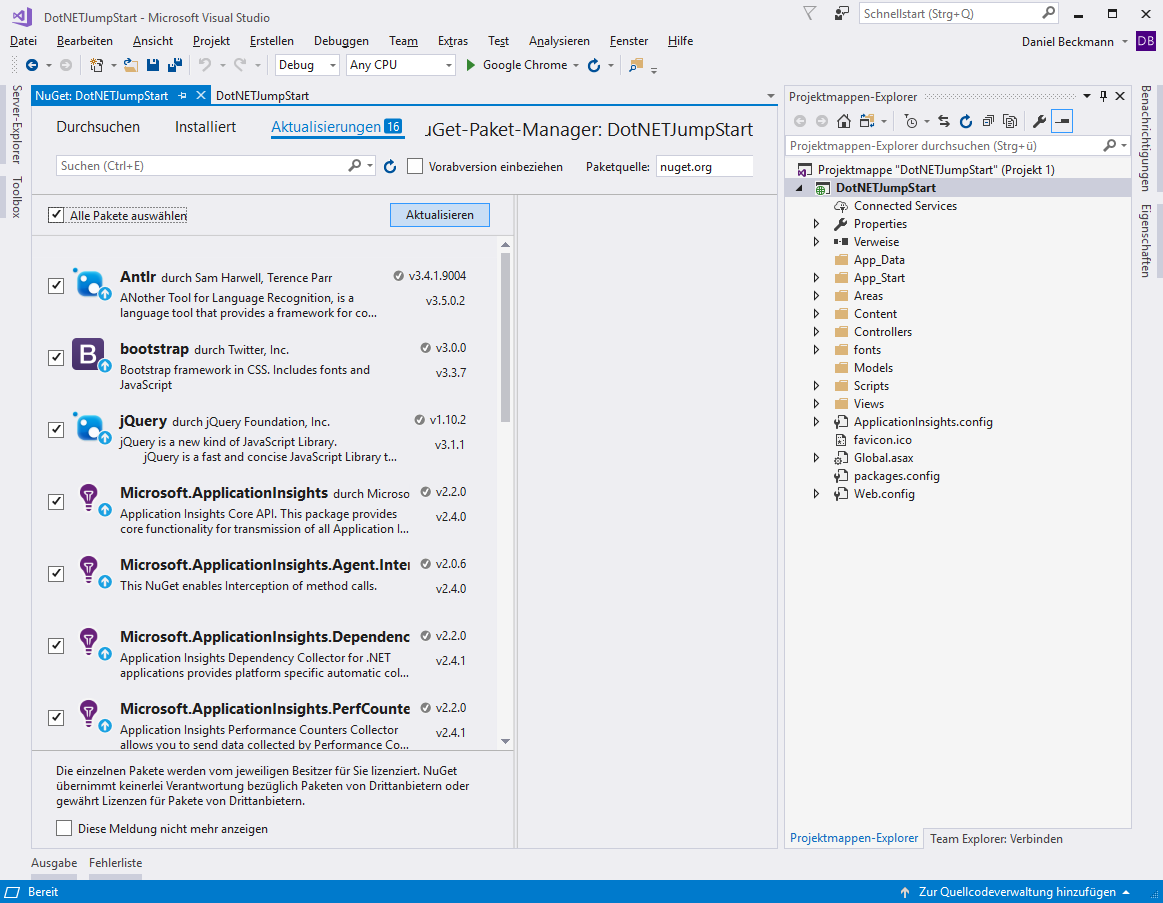 DotNETJumpStart - Microsoft Visual Studio
Schnellstart (Strg+Q)
Datei Bearbeiten Ansicht Projekt Erstellen Debuggen Team Extras Test Analysieren Fenster Hilfe
Daniel Beckmann DB
Debug Any CPU Google Chrome
Server-Explorer
Toolbox
NuGet: DotNETJumpStart DotNETJumpStart
Durchsuchen Installiert Aktualisierungen 16 uGet-Paket-Manager: DotNETJumpStart
Suchen (Ctrl+E) Vorabversion einbeziehen Paketquelle: nuget.org
Alle Pakete auswählen Aktualisieren
Antlr durch Sam Harwell, Terence Parr v3.4.1.9004
ANother Tool for Language Recognition, is a v3.5.0.2
language tool that provides a framework for co...
bootstrap durch Twitter, Inc. v3.0.0
Bootstrap framework in CSS. Includes fonts and v3.3.7
JavaScript
jQuery durch jQuery Foundation, Inc. v1.10.2
jQuery is a new kind of JavaScript Library. v3.1.1
jQuery is a fast and concise JavaScript Library t...
Microsoft.ApplicationInsights durch Microso v2.2.0
Application Insights Core API. This package provides v2.4.0
core functionality for transmission of all Application I...
Microsoft.ApplicationInsights.Agent.Inter v2.0.6
This NuGet enables Interception of method calls. v2.4.0
Microsoft.ApplicationInsights.Dependenc v2.2.0
Application Insights Dependency Collector for .NET v2.4.1
applications provides platform specific automatic col...
Microsoft.ApplicationInsights.PerfCounte v2.2.0
Application Insights Performance Counters Collector v2.4.1
allows you to send data collected by Performance Co...
Die einzelnen Pakete werden vom jeweiligen Besitzer für Sie lizenziert. NuGet
übernimmt keinerlei Verantwortung bezüglich Paketen von Drittanbietern oder
gewährt Lizenzen für Pakete von Drittanbietern.
Diese Meldung nicht mehr anzeigen
Projektmappen-Explorer
Projektmappen-Explorer durchsuchen (Strg+ü)
Projektmappe "DotNETJumpStart" (Projekt 1)
DotNETJumpStart
Connected Services
Properties
Verweise
App_Data
App_Start
Areas
Content
Controllers
fonts
Models
Scripts
Views
ApplicationInsights.config
favicon.ico
Global.asax
packages.config
Web.config
Projektmappen-Explorer Team Explorer: Verbinden
Benachrichtigungen
Eigenschaften
Ausgabe Fehlerliste
Bereit Zur Quellcodeverwaltung hinzufügen